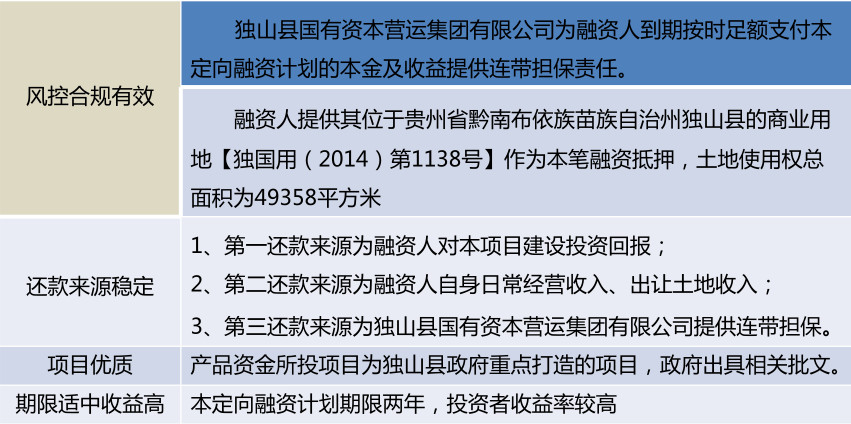 风控合规有效
独山县国有资本营运集团有限公司为融资人到期按时足额支付本
定向融资计划的本金及收益提供连带担保责任。
融资人提供其位于贵州省黔南布依族苗族自治州独山县的商业用
地【独国用（2014）第1138号】作为本笔融资抵押，土地使用权总
面积为49358平方米
还款来源稳定
1、第一还款来源为融资人对本项目建设投资回报；
2、第二还款来源为融资人自身日常经营收入、出让土地收入；
3、第三还款来源为独山县国有资本营运集团有限公司提供连带担保。
项目优质
产品资金所投项目为独山县政府重点打造的项目，政府出具相关批文。
期限适中收益高
本定向融资计划期限两年，投资者收益率较高